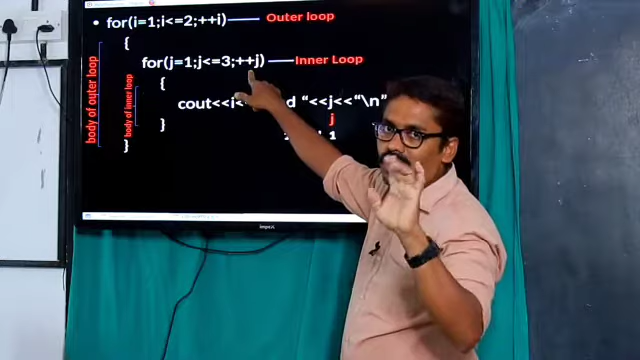 • for(i=1;i<=2;++i) Outer loop
{
for(j=1;j<=3;++j) Inner Loop
{
cout<<i< d "<<j<<"\n"
j
1
}
}
body of outer loop
body of inner loop
impex